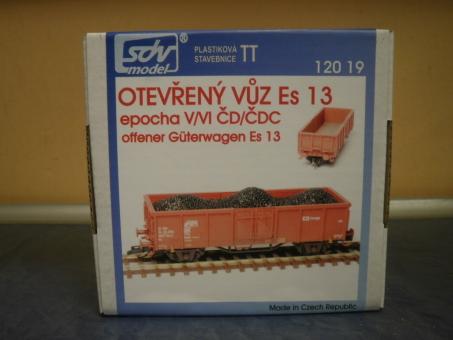 sdv
model
®
PLASTIKOVÁ
STAVEBNICE TT
120 19
OTEVŘENÝ VŮZ Es 13
epocha V/VI ČD/ČDC
offener Güterwagen Es 13
Made in Czech Republic